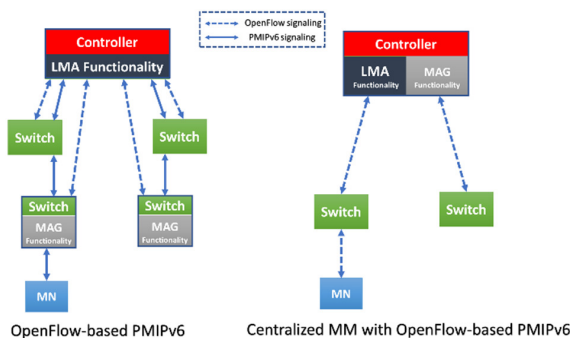 OpenFlow signaling
PMIPv6 signaling
Controller
LMA Functionality
Switch
Switch
Switch
MAG
Functionality
Switch
MAG
Functionality
MN
OpenFlow-based PMIPv6
Controller
LMA
Functionality
MAG
Functionality
Switch
Switch
MN
Centralized MM with OpenFlow-based PMIPv6